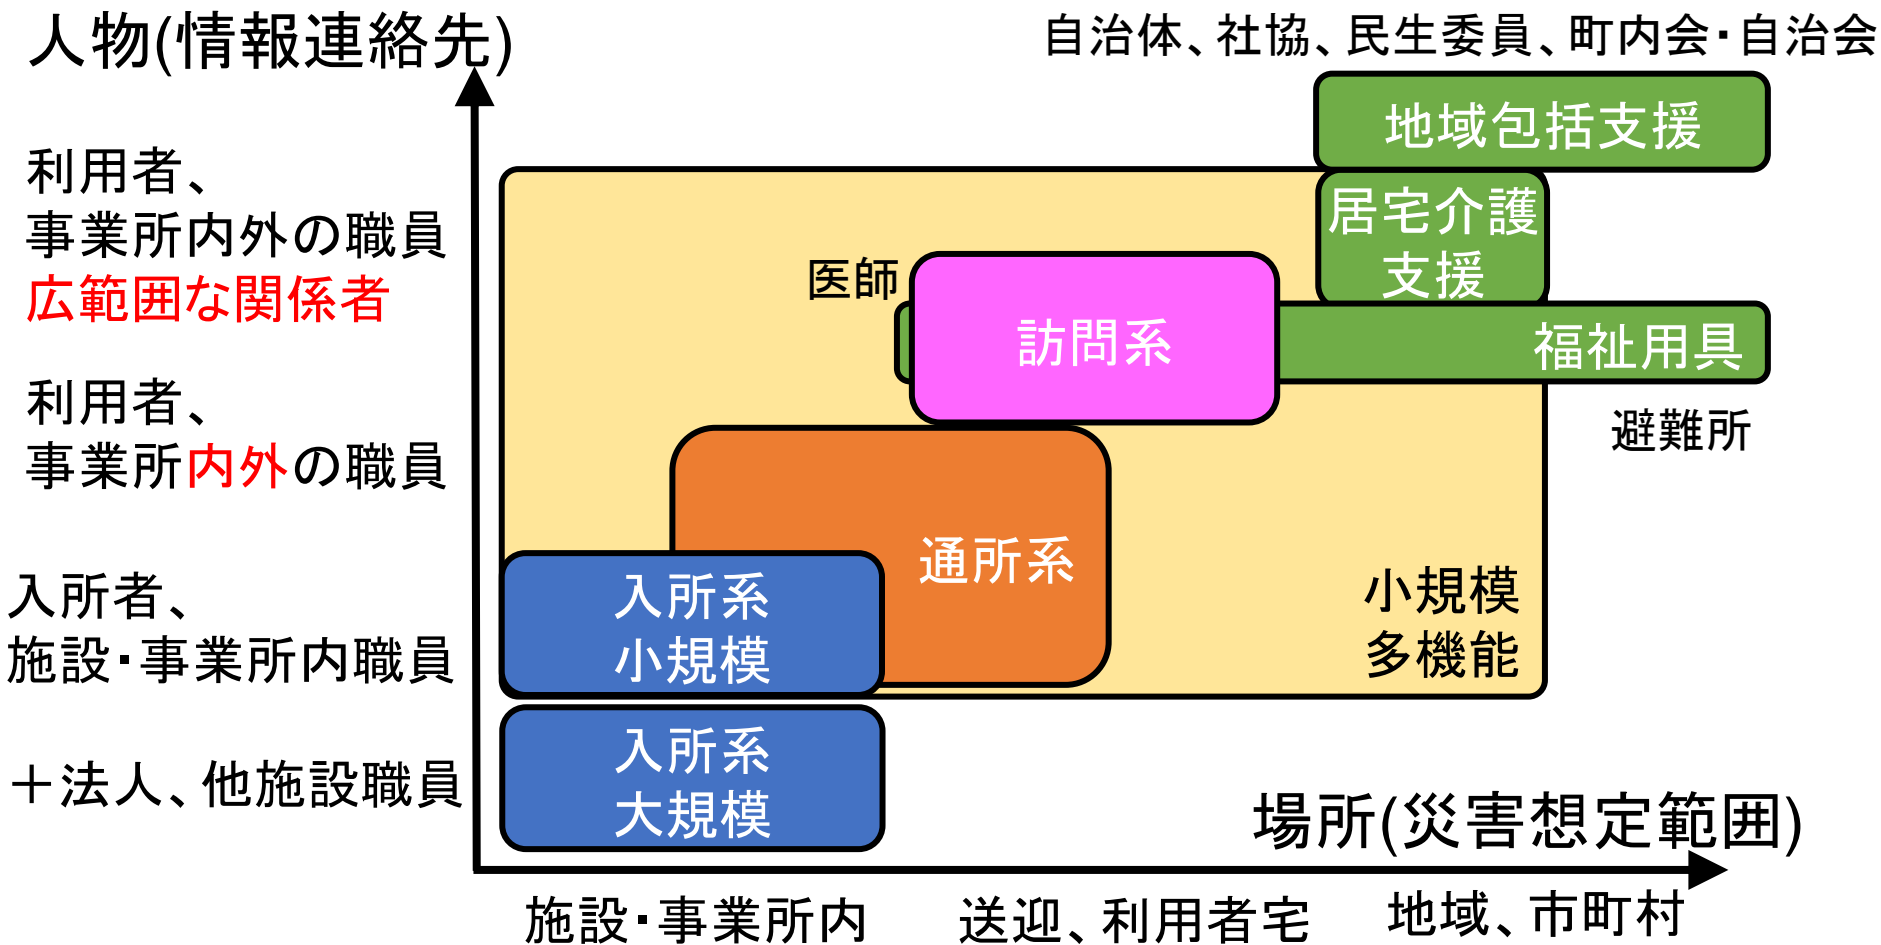 人物(情報連絡先)
自治体、社協、民生委員、町内会・自治会
地域包括支援
利用者、
事業所内外の職員
広範囲な関係者
居宅介護
支援
医師
訪問系
福祉用具
利用者、
事業所内外の職員
避難所
通所系
入所者、
施設・事業所内職員
入所系
小規模
小規模
多機能
＋法人、他施設職員
入所系
大規模
場所(災害想定範囲)
施設・事業所内
送迎、利用者宅
地域、市町村